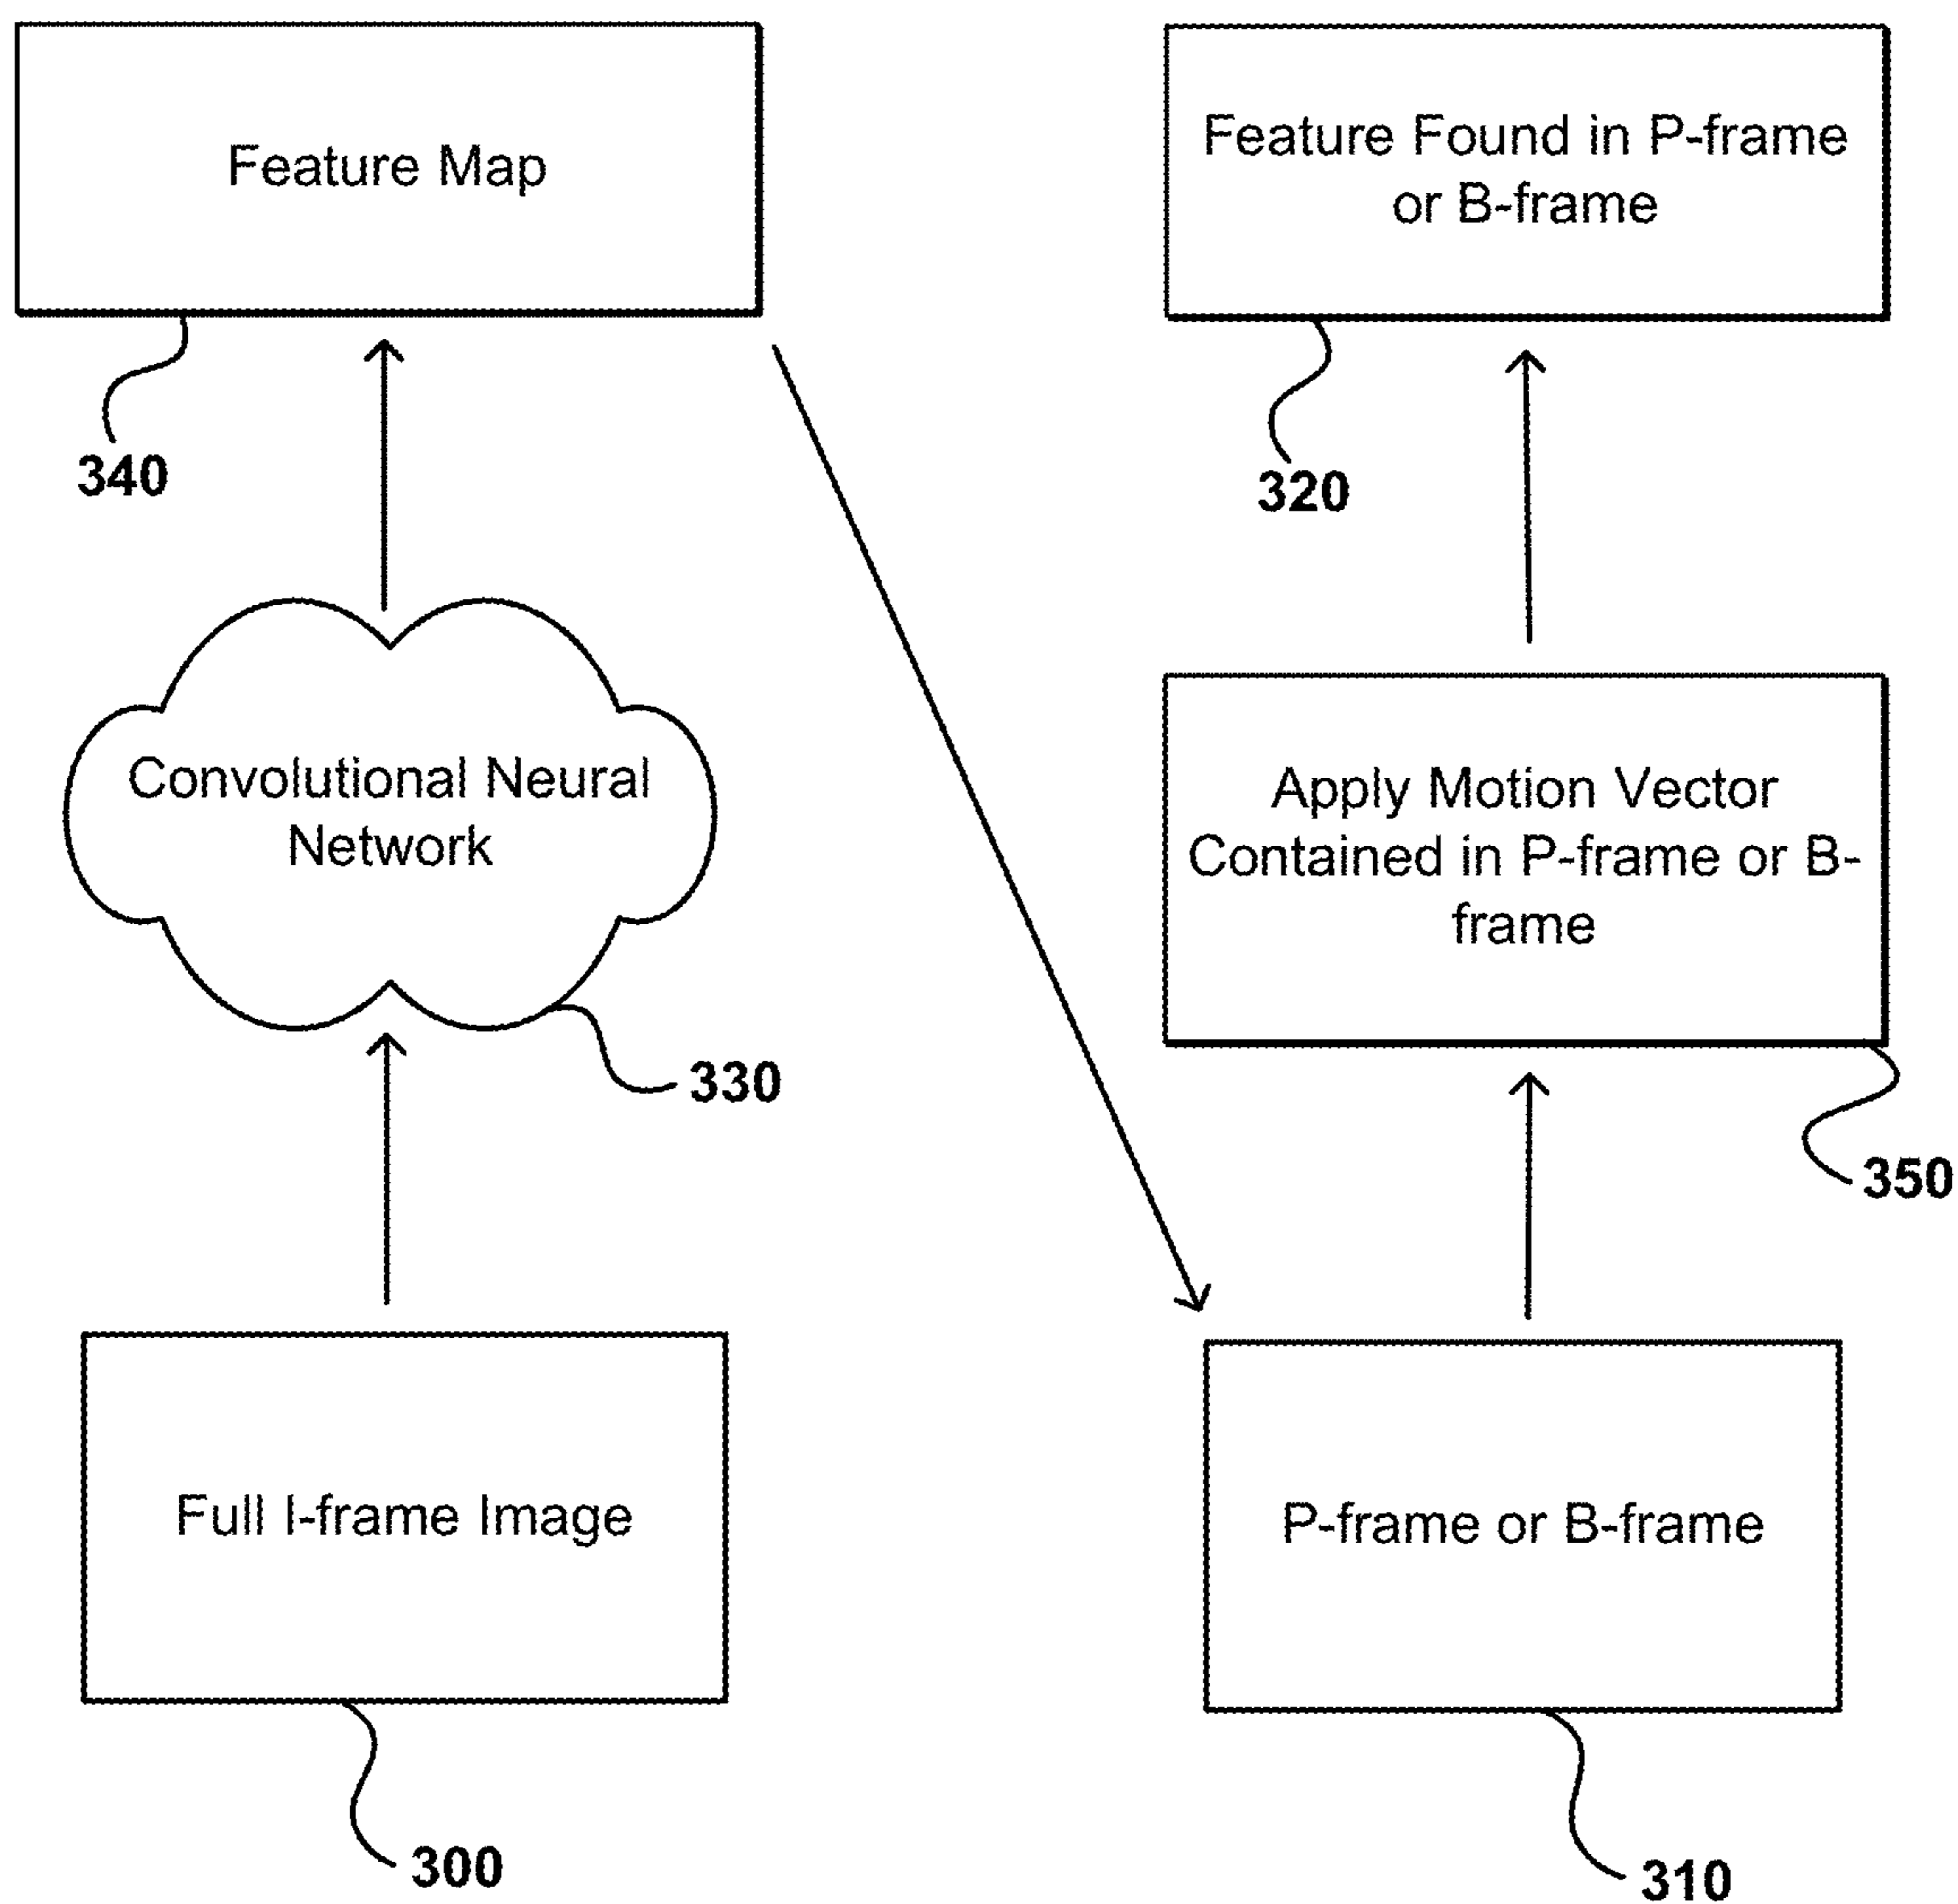 Feature Map
340
Convolutional Neural
Network
330
Full I-frame Image
300
Feature Found in P-frame
or B-frame
320
Apply Motion Vector
Contained in P-frame or B-
frame
350
P-frame or B-frame
310